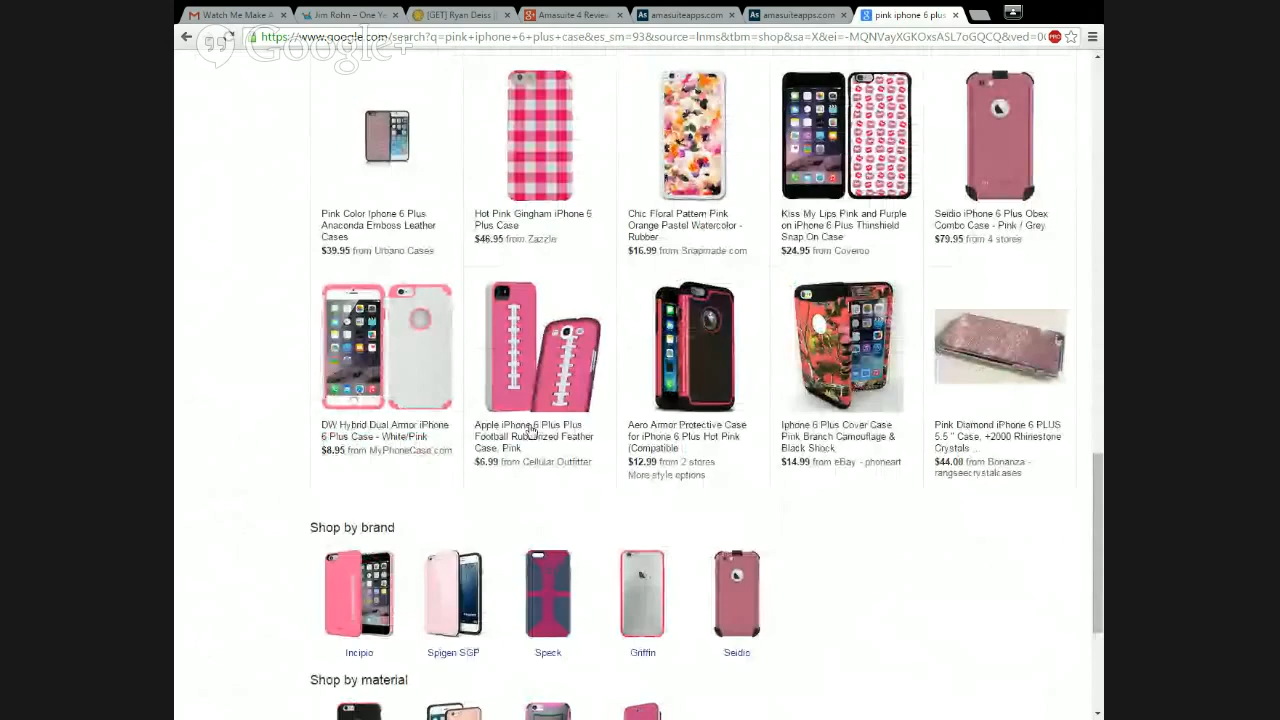 Watch Me Make A
Jim Rohn - One Ye
[GET] Ryan Deiss
Amasuite 4 Review
amasuiteapps.com
amasuiteapps.com
pink iphone 6 plus
Google+
https://www.google.com/search?q=pink+iphone+6+plus+case&es_sm=93&source=lnms&tbm=shop&sa=X&ei=-MQNVayXGKOxsASL7oGQCQ&ved=0
Pink Color Iphone 6 Plus
Anaconda Emboss Leather
Cases
$39.95 from Urbano Cases
Hot Pink Gingham iPhone 6
Plus Case
$46.95 from Zazzle
Chic Floral Pattern Pink
Orange Pastel Watercolor -
Rubber
$16.99 from Snapmade.com
Kiss My Lips Pink and Purple
on iPhone 6 Plus Thinshield
Snap On Case
$24.95 from Coveroo
Seidio iPhone 6 Plus Obex
Combo Case - Pink / Grey
$79.95 from 4 stores
DW Hybrid Dual Armor iPhone
6 Plus Case - White/Pink
$8.95 from MyPhoneCase.com
Apple iPhone 6 Plus Plus
Football Rubberized Feather
Case, Pink
$6.99 from Cellular Outfitter
Aero Armor Protective Case
for iPhone 6 Plus Hot Pink
(Compatible ...
$12.99 from 2 stores
More style options
Iphone 6 Plus Cover Case
Pink Branch Camouflage &
Black Shock
$14.99 from eBay - phoneart
Pink Diamond iPhone 6 PLUS
5.5 " Case, +2000 Rhinestone
Crystals ...
$44.00 from Bonanza -
rangseecrystalcases
Shop by brand
Incipio
Spigen SGP
Speck
Griffin
Seidio
Shop by material